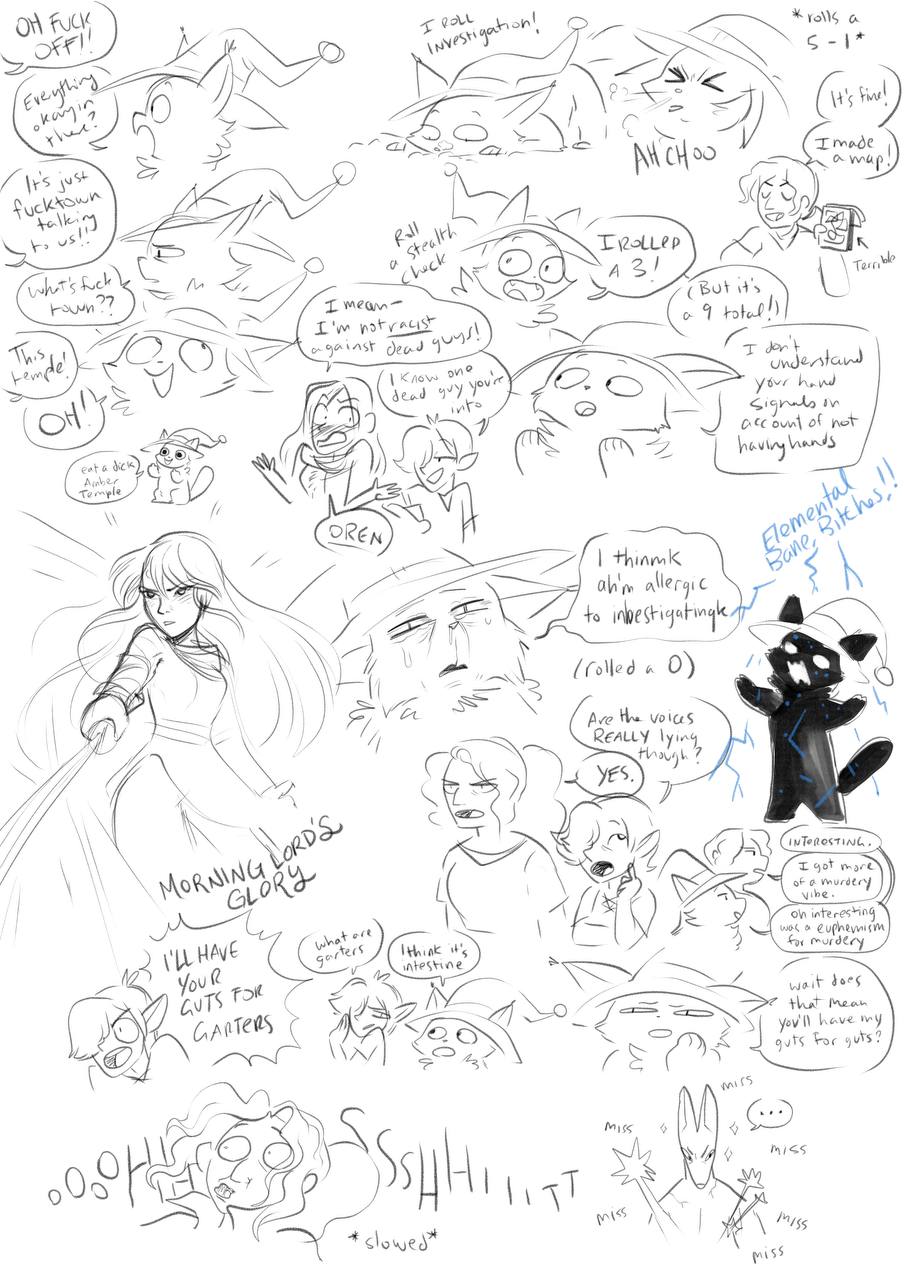 OH FUCK
OFF!!
Everything
okay in
there?
It's just
fucktown
talking
to us!!
What's fuck
town??
This
temple!
OH!
eat a dick
Amber
Temple
I ROLL
INVESTIGATION!
AH CHOO
*rolls a
5-1*
It's fine!
I made
a map!
Terrible
Roll
a stealth
check
I ROLLED
A 3!
(But it's
a 9 total!)
I mean-
I'm not racist
against dead guys!
I know one
dead guy you're
into
OREN
I don't
understand
your hand
signals on
account of not
having hands
Elemental
Bane, Bitches!!
I thinmk
ah'm allergic
to inbestigatingk
(rolled a 0)
MORNING LORD'S
GLORY
Are the voices
REALLY lying
though?
YES.
INTERESTING.
I got more
of a murdery
vibe.
oh interesting
was a euphemism
for murdery
I'LL HAVE
YOUR
GUTS FOR
GARTERS
what are
garters
I think it's
intestine
wait does
that mean
you'll have my
guts for guts?
OOOOHHH
SSSHHIIIITT
*slowed*
miss
...
miss
miss
miss
miss
miss